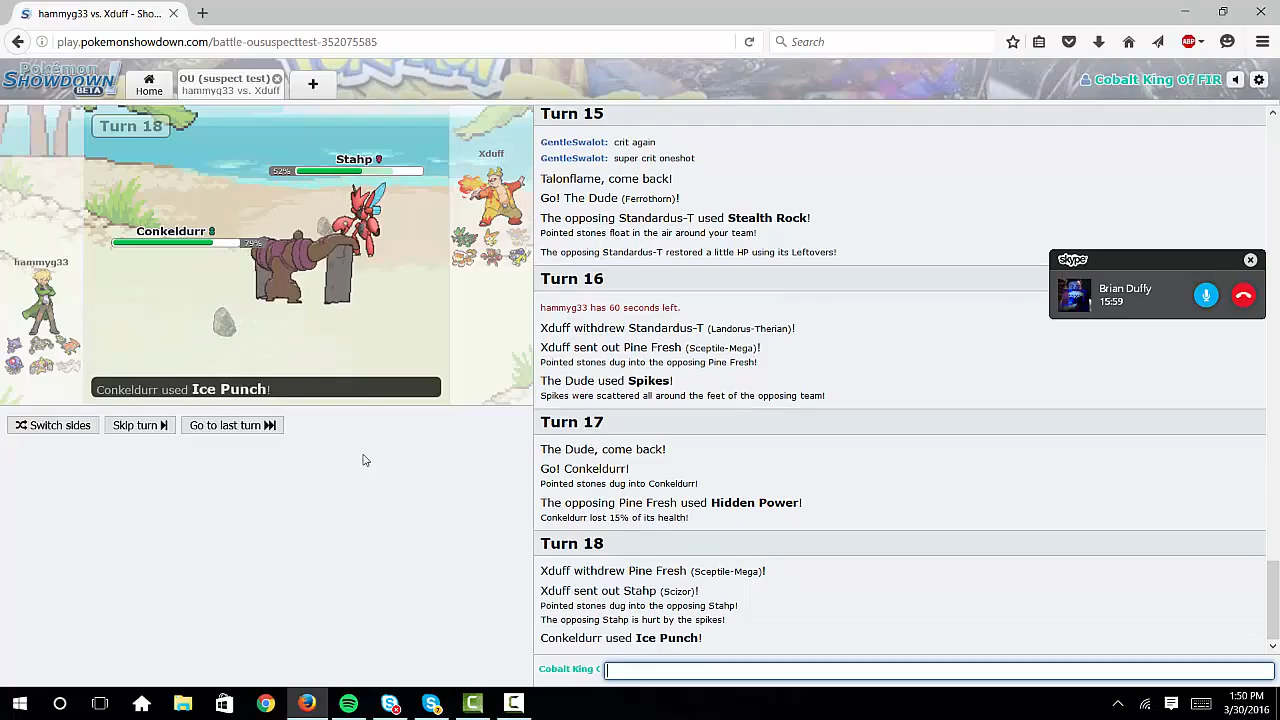 hammyg33 vs. Xduff - Sho...
play.pokemonshowdown.com/battle-oususpecttest-352075585
Search
ABP
Pokémon
SHOWDOWN!
BETA
Home
OU (suspect test)
hammyg33 vs. Xduff
Cobalt King Of FIR
Turn 18
Stahp
52%
Xduff
Conkeldurr
79%
hammyg33
Conkeldurr used Ice Punch!
Switch sides
Skip turn
Go to last turn
Turn 15
GentleSwalot: crit again
GentleSwalot: super crit oneshot
Talonflame, come back!
Go! The Dude (Ferrothorn)!
The opposing Standardus-T used Stealth Rock!
Pointed stones float in the air around your team!
The opposing Standardus-T restored a little HP using its Leftovers!
Turn 16
hammyg33 has 60 seconds left.
Xduff withdrew Standardus-T (Landorus-Therian)!
Xduff sent out Pine Fresh (Sceptile-Mega)!
Pointed stones dug into the opposing Pine Fresh!
The Dude used Spikes!
Spikes were scattered all around the feet of the opposing team!
Turn 17
The Dude, come back!
Go! Conkeldurr!
Pointed stones dug into Conkeldurr!
The opposing Pine Fresh used Hidden Power!
Conkeldurr lost 15% of its health!
Turn 18
Xduff withdrew Pine Fresh (Sceptile-Mega)!
Xduff sent out Stahp (Scizor)!
Pointed stones dug into the opposing Stahp!
The opposing Stahp is hurt by the spikes!
Conkeldurr used Ice Punch!
Cobalt King C
skype
Brian Duffy
15:59
1:50 PM
3/30/2016